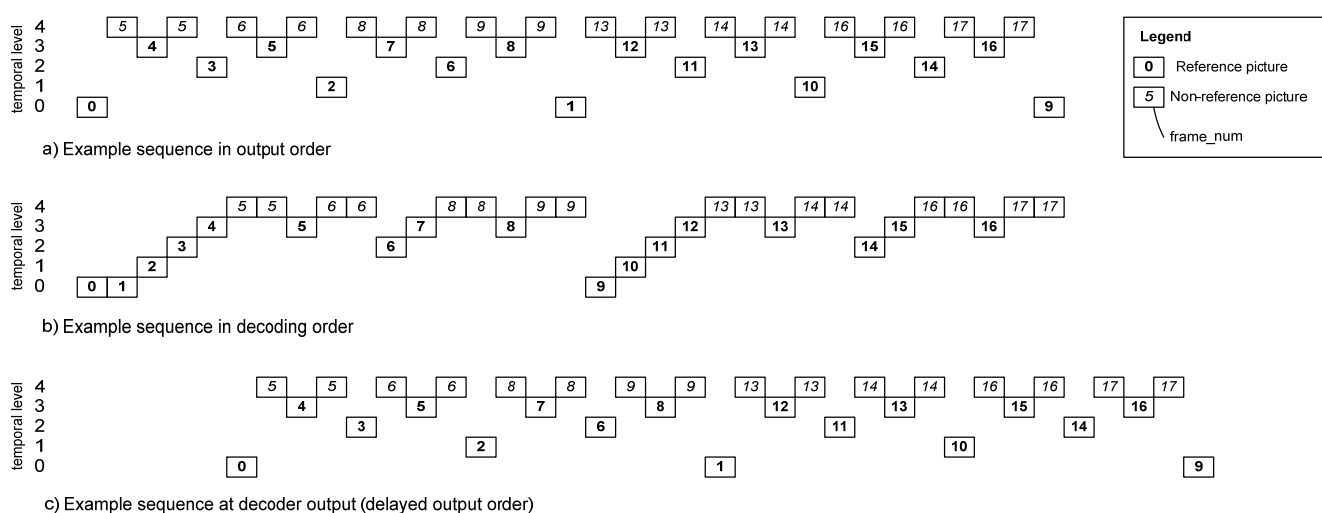 temporal level
4 5 5 6 6 8 8 9 9 13 13 14 14 16 16 17 17
3 4 5 7 8 12 13 15 16
2 3 6 11 14
1 2 10
0 0 1 9
a) Example sequence in output order
Legend
0 Reference picture
5 Non-reference picture
frame_num
temporal level
4 5 5 6 6 8 8 9 9 13 13 14 14 16 16 17 17
3 4 5 7 8 12 13 15 16
2 3 6 11 14
1 2 10
0 0 1 9
b) Example sequence in decoding order
temporal level
4 5 5 6 6 8 8 9 9 13 13 14 14 16 16 17 17
3 4 5 7 8 12 13 15 16
2 3 6 11 14
1 2 10
0 0 1 9
c) Example sequence at decoder output (delayed output order)